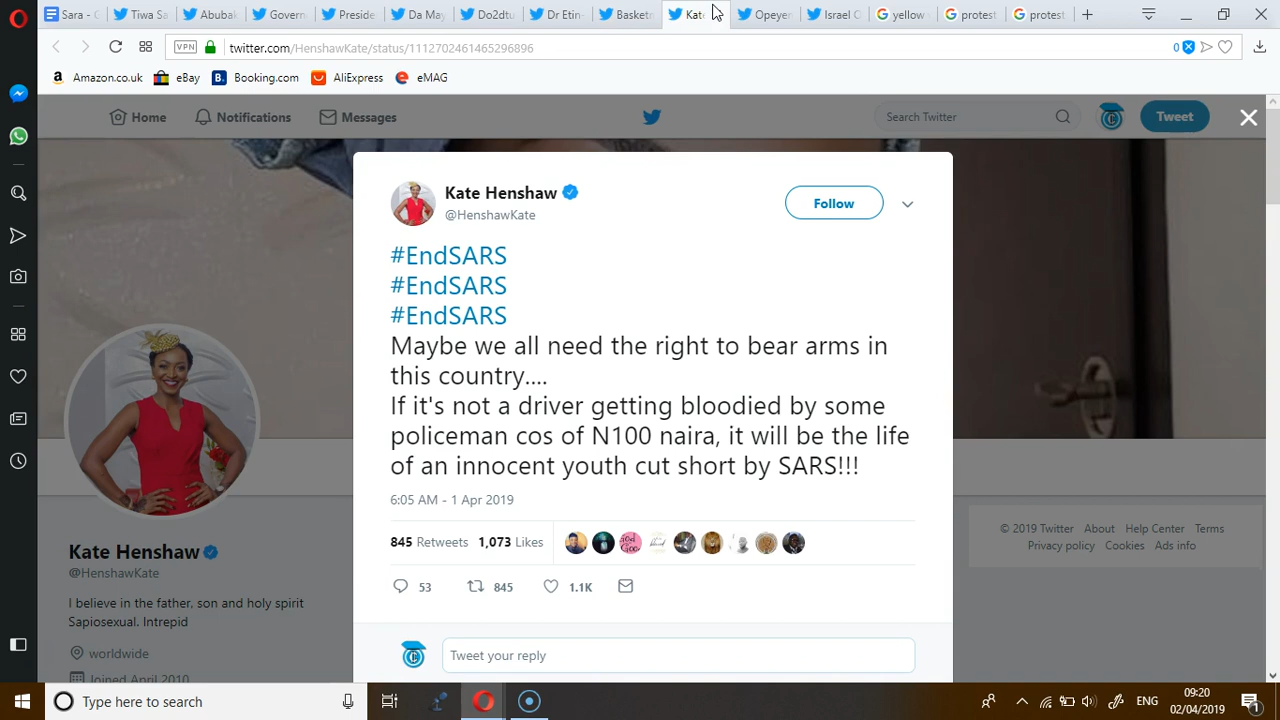 Sara - G
Tiwa Sa
Abubak
Govern
Preside
Da May
Do2dtu
Dr Etin-
Basketn
Kate
Opeyer
Israel O
yellow
protest
protest
VPN
twitter.com/HenshawKate/status/1112702461465296896
0
Amazon.co.uk
eBay
Booking.com
AliExpress
eMAG
Home
Notifications
Messages
Search Twitter
Tweet
Kate Henshaw
@HenshawKate
Follow
#EndSARS
#EndSARS
#EndSARS
Maybe we all need the right to bear arms in
this country....
If it's not a driver getting bloodied by some
policeman cos of N100 naira, it will be the life
of an innocent youth cut short by SARS!!!
6:05 AM - 1 Apr 2019
845 Retweets 1,073 Likes
53 845 1.1K
Tweet your reply
Kate Henshaw
@HenshawKate
I believe in the father, son and holy spirit
Sapiosexual. Intrepid
worldwide
Joined April 2010
© 2019 Twitter About Help Center Terms
Privacy policy Cookies Ads info
Type here to search
ENG
09:20
02/04/2019
1